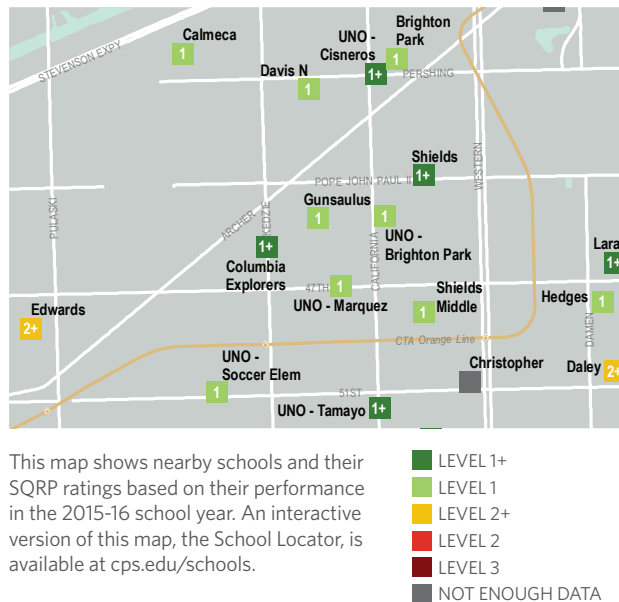 Calmeca
1
STEVENSON EXPY
UNO -
Cisneros
1+
Brighton
Park
1
PERSHING
Davis N
1
Shields
1+
POPE JOHN PAUL II
WESTERN
PULASKI
ARCHER
KEDZIE
CALIFORNIA
Gunsaulus
1
1
UNO -
Brighton Park
1+
Columbia
Explorers
47TH
1
UNO - Marquez
Shields
Middle
1
Lara
1+
Hedges
1
DAMEN
Edwards
2+
CTA Orange Line
UNO -
Soccer Elem
1
Christopher
Daley
2+
51ST
UNO - Tamayo
1+
This map shows nearby schools and their
SQRP ratings based on their performance
in the 2015-16 school year. An interactive
version of this map, the School Locator, is
available at cps.edu/schools.
LEVEL 1+
LEVEL 1
LEVEL 2+
LEVEL 2
LEVEL 3
NOT ENOUGH DATA